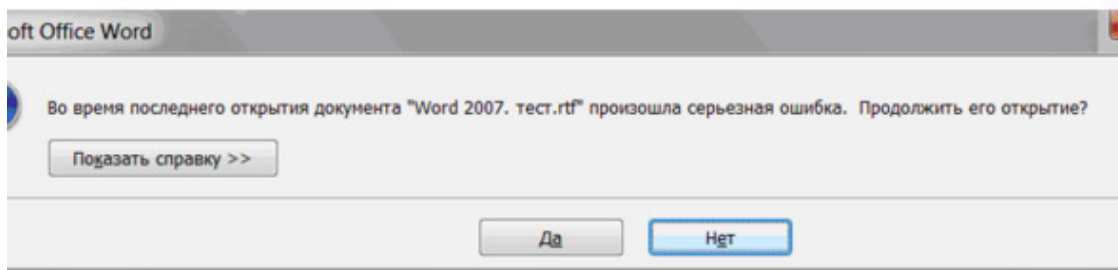 oft Office Word
Во время последнего открытия документа "Word 2007. тест.rtf" произошла серьезная ошибка. Продолжить его открытие?
Показать справку >>
Да
Нет